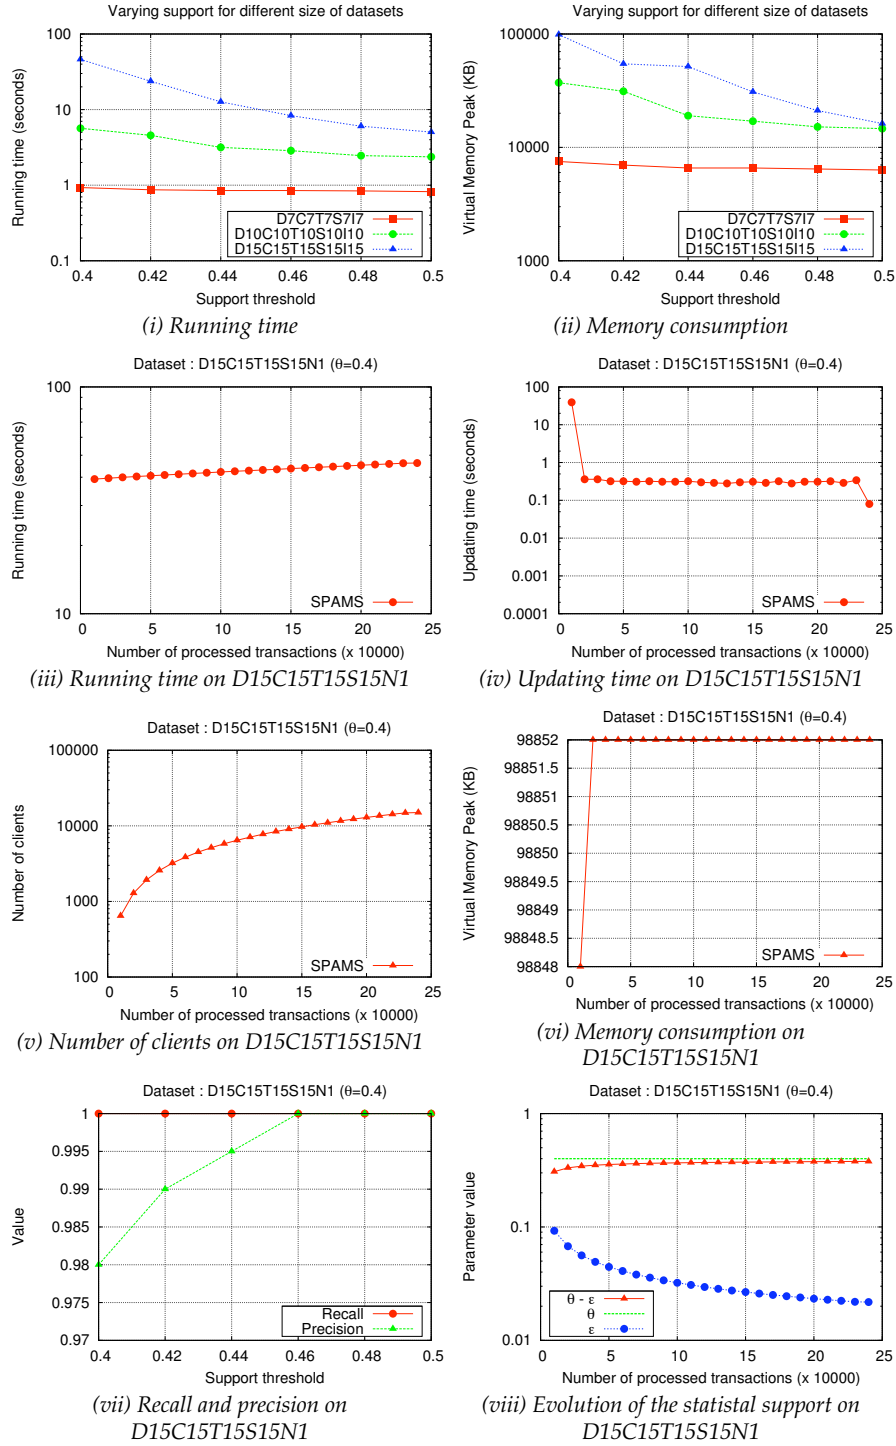 Varying support for different size of datasets
100
10
1
0.1
Running time (seconds)
D7C7T7S7I7
D10C10T10S10I10
D15C15T15S15I15
0.4 0.42 0.44 0.46 0.48 0.5
Support threshold
(i) Running time
Varying support for different size of datasets
100000
10000
1000
Virtual Memory Peak (KB)
D7C7T7S7I7
D10C10T10S10I10
D15C15T15S15I15
0.4 0.42 0.44 0.46 0.48 0.5
Support threshold
(ii) Memory consumption
Dataset : D15C15T15S15N1 (θ=0.4)
100
10
Running time (seconds)
SPAMS
0 5 10 15 20 25
Number of processed transactions (x 10000)
(iii) Running time on D15C15T15S15N1
Dataset : D15C15T15S15N1 (θ=0.4)
100
10
1
0.1
0.01
0.001
0.0001
Updating time (seconds)
SPAMS
0 5 10 15 20 25
Number of processed transactions (x 10000)
(iv) Updating time on D15C15T15S15N1
Dataset : D15C15T15S15N1 (θ=0.4)
100000
10000
1000
100
Number of clients
SPAMS
0 5 10 15 20 25
Number of processed transactions (x 10000)
(v) Number of clients on D15C15T15S15N1
Dataset : D15C15T15S15N1 (θ=0.4)
98852
98851.5
98851
98850.5
98850
98849.5
98849
98848.5
98848
Virtual Memory Peak (KB)
SPAMS
0 5 10 15 20 25
Number of processed transactions (x 10000)
(vi) Memory consumption on
D15C15T15S15N1
Dataset : D15C15T15S15N1 (θ=0.4)
1
0.995
0.99
0.985
0.98
0.975
0.97
Value
Recall
Precision
0.4 0.42 0.44 0.46 0.48 0.5
Support threshold
(vii) Recall and precision on
D15C15T15S15N1
Dataset : D15C15T15S15N1 (θ=0.4)
1
0.1
0.01
Parameter value
θ - ε
θ
ε
0 5 10 15 20 25
Number of processed transactions (x 10000)
(viii) Evolution of the statistal support on
D15C15T15S15N1